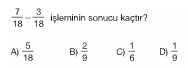 7/18 − 3/18 işleminin sonucu kaçtır?
A) 5/18 B) 2/9 C) 1/6 D) 1/9